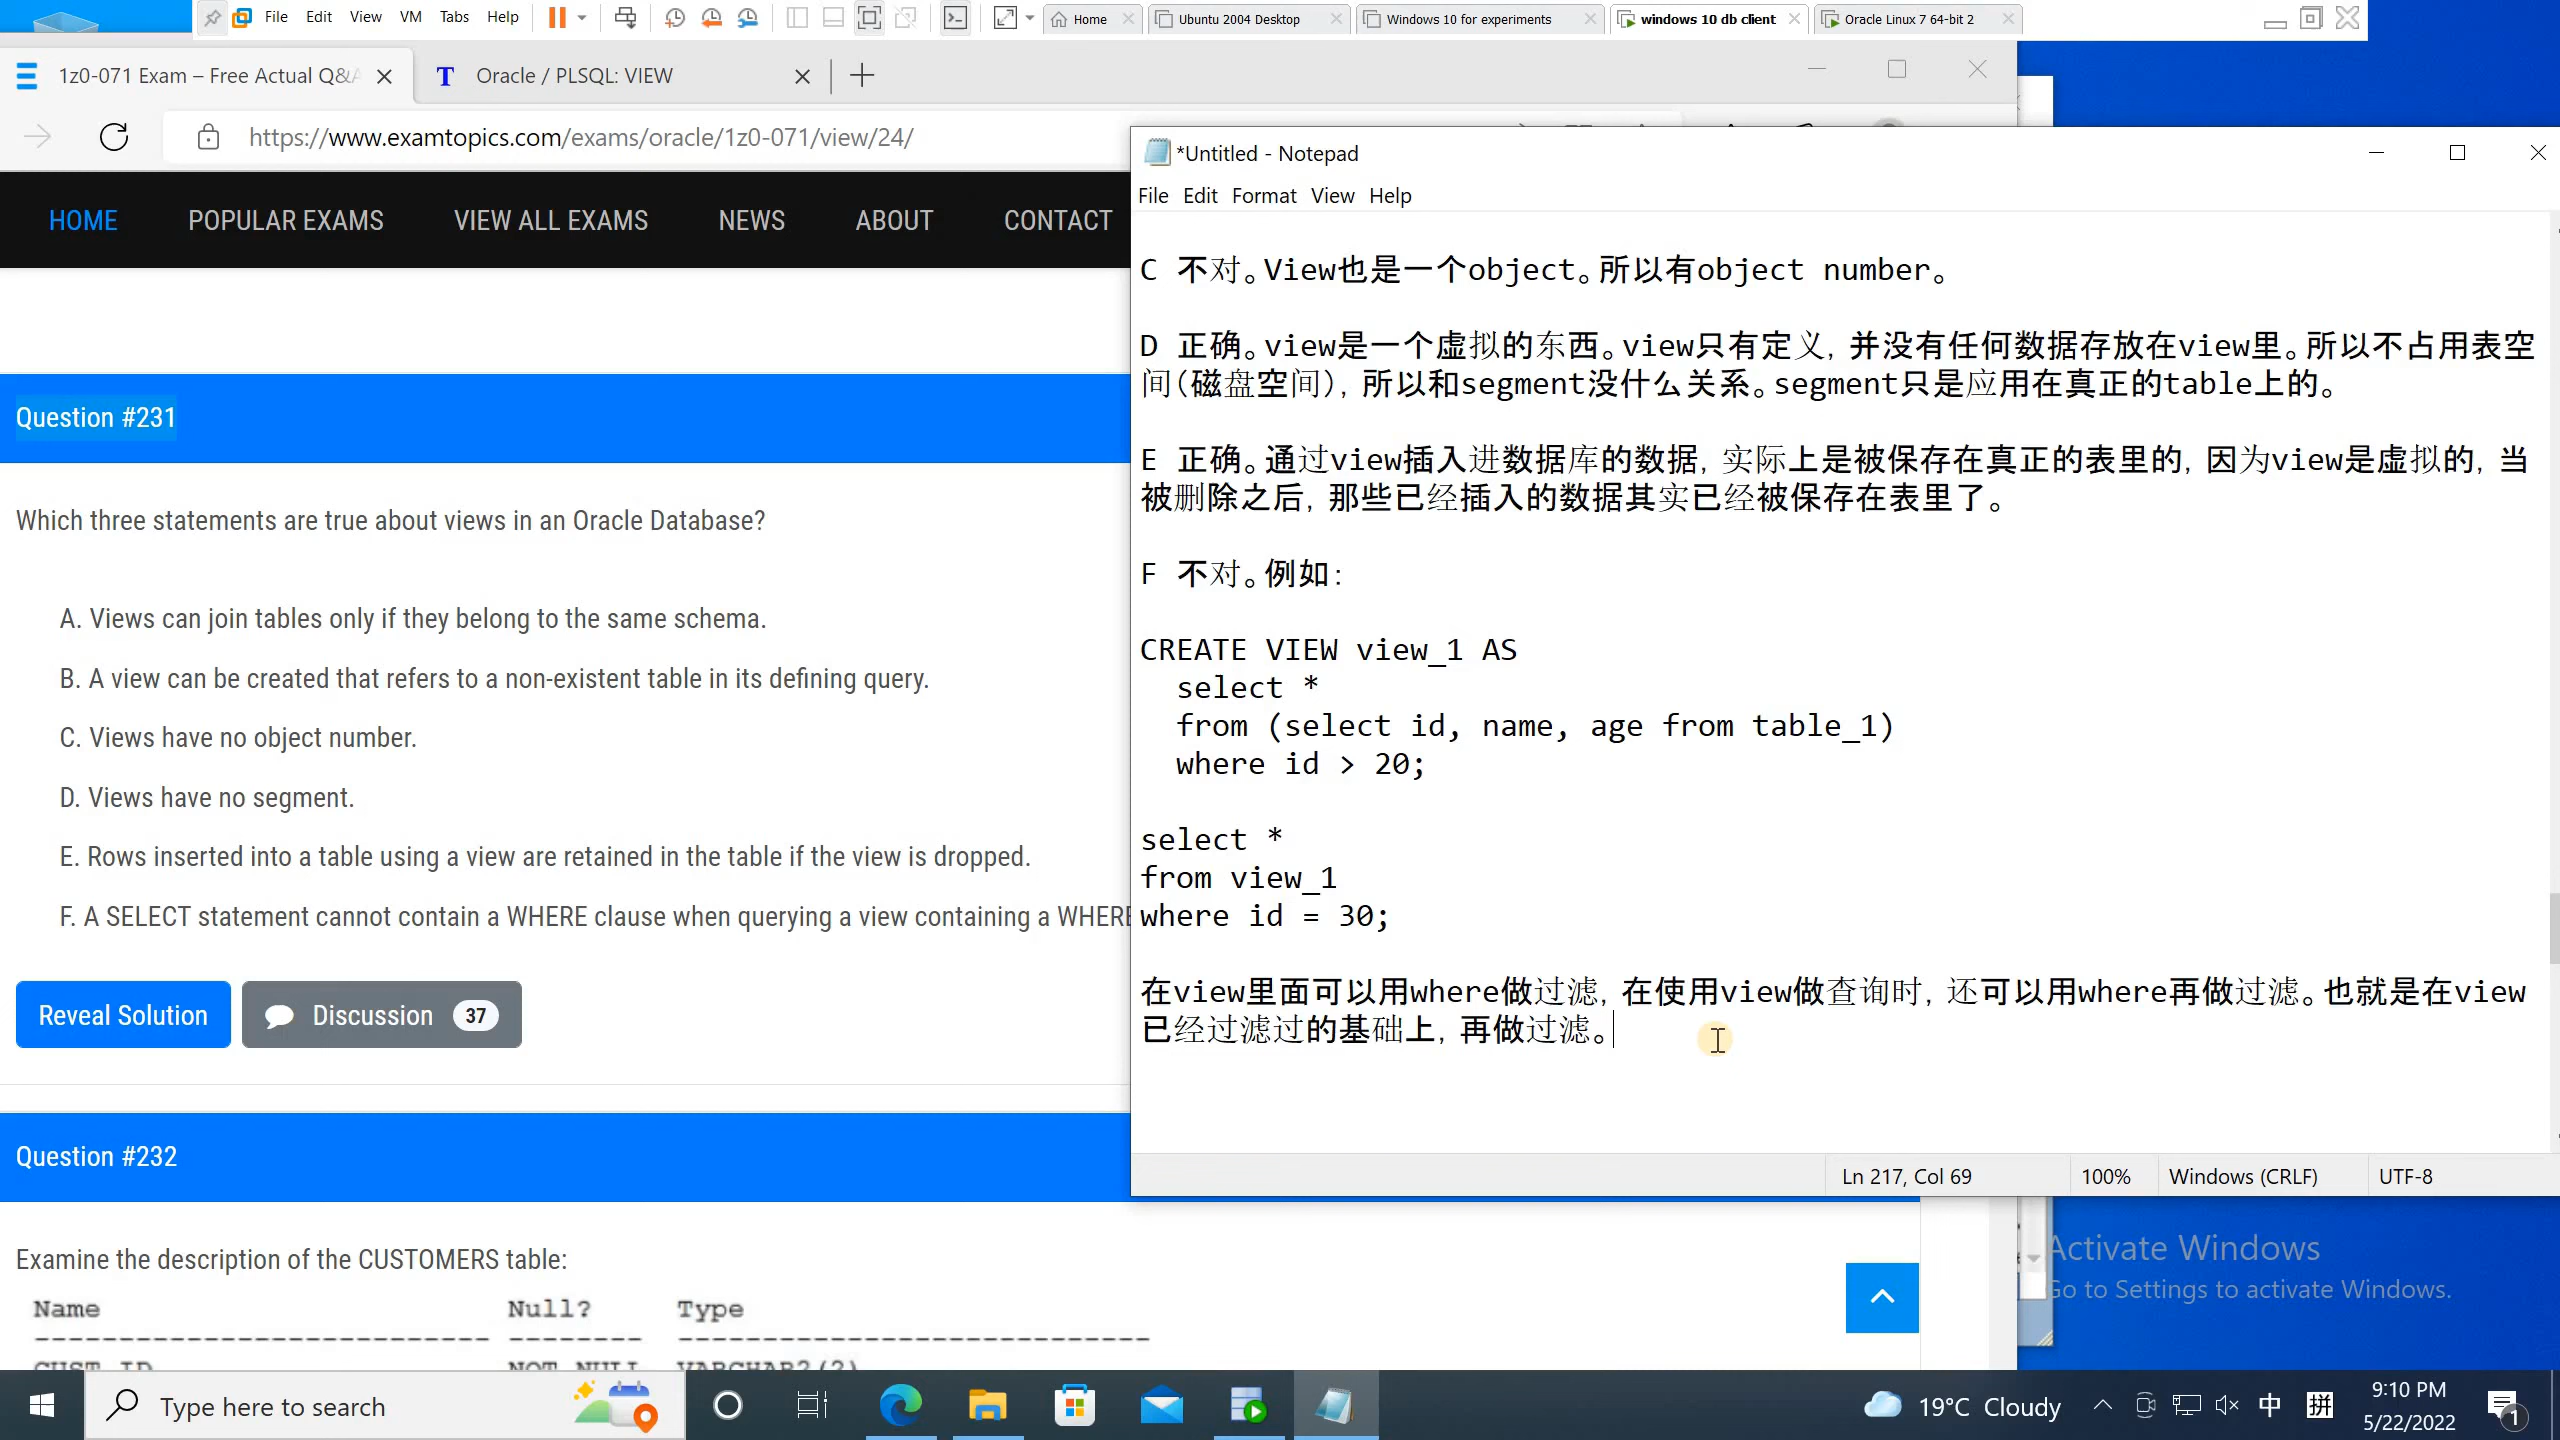 File Edit View VM Tabs Help
Home
Ubuntu 2004 Desktop
Windows 10 for experiments
windows 10 db client
Oracle Linux 7 64-bit 2
1z0-071 Exam – Free Actual Q&A
Oracle / PLSQL: VIEW
https://www.examtopics.com/exams/oracle/1z0-071/view/24/
HOME POPULAR EXAMS VIEW ALL EXAMS NEWS ABOUT CONTACT
Question #231
Which three statements are true about views in an Oracle Database?
A. Views can join tables only if they belong to the same schema.
B. A view can be created that refers to a non-existent table in its defining query.
C. Views have no object number.
D. Views have no segment.
E. Rows inserted into a table using a view are retained in the table if the view is dropped.
F. A SELECT statement cannot contain a WHERE clause when querying a view containing a WHERE
Reveal Solution
Discussion 37
Question #232
Examine the description of the CUSTOMERS table:
Name Null? Type
CUST_ID NOT NULL VARCHAR2(2)
*Untitled - Notepad
File Edit Format View Help
C 不对。View也是一个object。所以有object number。
D 正确。view是一个虚拟的东西。view只有定义, 并没有任何数据存放在view里。所以不占用表空
间(磁盘空间), 所以和segment没什么关系。segment只是应用在真正的table上的。
E 正确。通过view插入进数据库的数据, 实际上是被保存在真正的表里的, 因为view是虚拟的, 当
被删除之后, 那些已经插入的数据其实已经被保存在表里了。
F 不对。例如:
CREATE VIEW view_1 AS
select *
from (select id, name, age from table_1)
where id > 20;
select *
from view_1
where id = 30;
在view里面可以用where做过滤, 在使用view做查询时, 还可以用where再做过滤。也就是在view
已经过滤过的基础上, 再做过滤。
Ln 217, Col 69
100%
Windows (CRLF)
UTF-8
Activate Windows
Go to Settings to activate Windows.
Type here to search
19°C Cloudy
中
拼
9:10 PM
5/22/2022
1